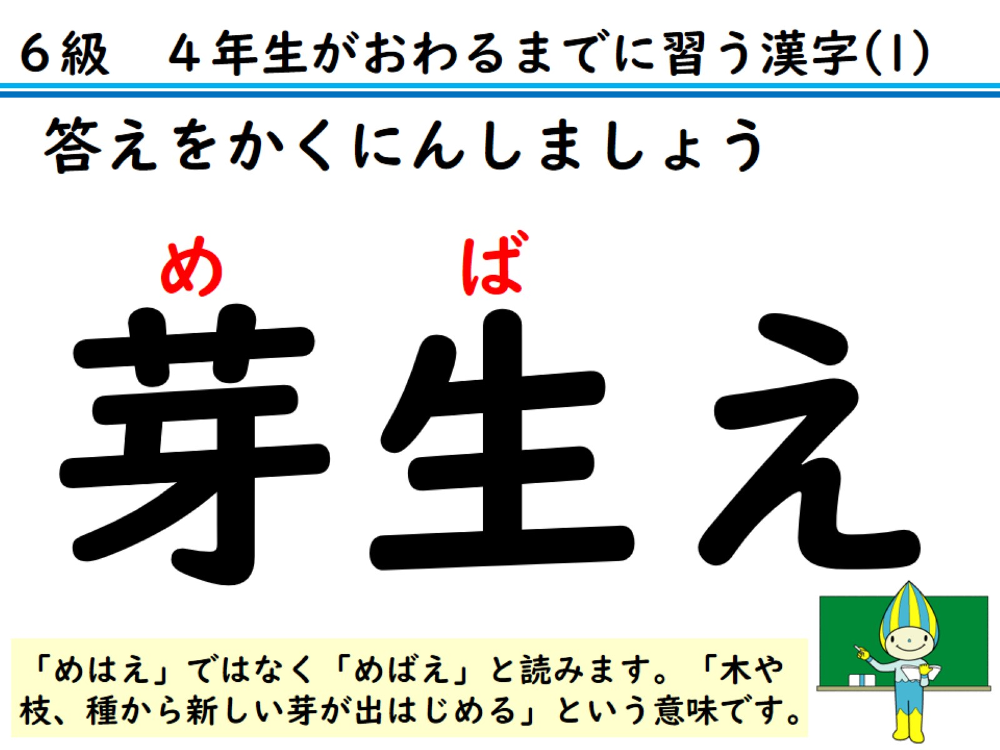 ６級　４年生がおわるまでに習う漢字(1)
答えをかくにんしましょう
め　ば
芽生え
「めはえ」ではなく「めばえ」と読みます。「木や
枝、種から新しい芽が出はじめる」という意味です。